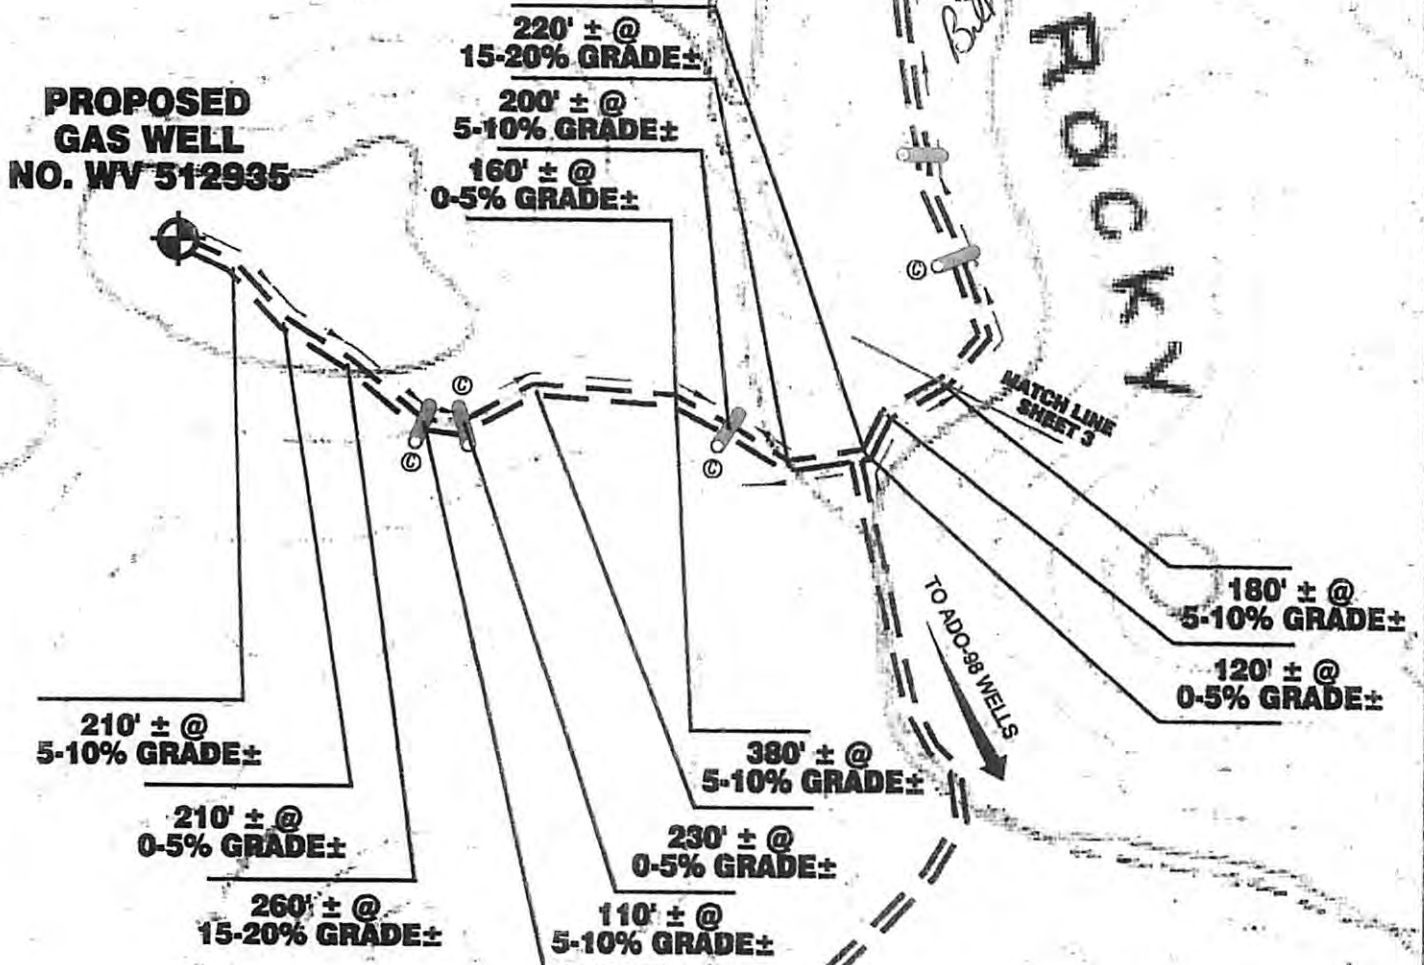 220' ± @
15-20% GRADE±
200' ± @
5-10% GRADE±
160' ± @
0-5% GRADE±
PROPOSED
GAS WELL
NO. WV 512935
ROCKY
©
©
©
©
MATCH LINE
SHEET 3
TO ADO-98 WELLS
180' ± @
5-10% GRADE±
120' ± @
0-5% GRADE±
210' ± @
5-10% GRADE±
210' ± @
0-5% GRADE±
260' ± @
15-20% GRADE±
380' ± @
5-10% GRADE±
230' ± @
0-5% GRADE±
110' ± @
5-10% GRADE±